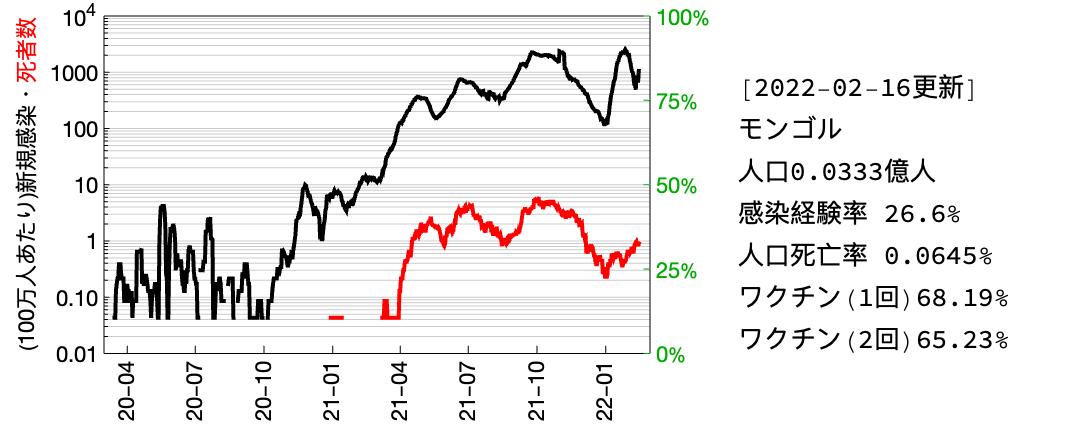 (100万人あたり)新規感染・死者数
10^4
1000
100
10
1
0.10
0.01
100%
75%
50%
25%
0%
20-04
20-07
20-10
21-01
21-04
21-07
21-10
22-01
[2022-02-16更新]
モンゴル
人口0.0333億人
感染経験率 26.6%
人口死亡率 0.0645%
ワクチン(1回)68.19%
ワクチン(2回)65.23%